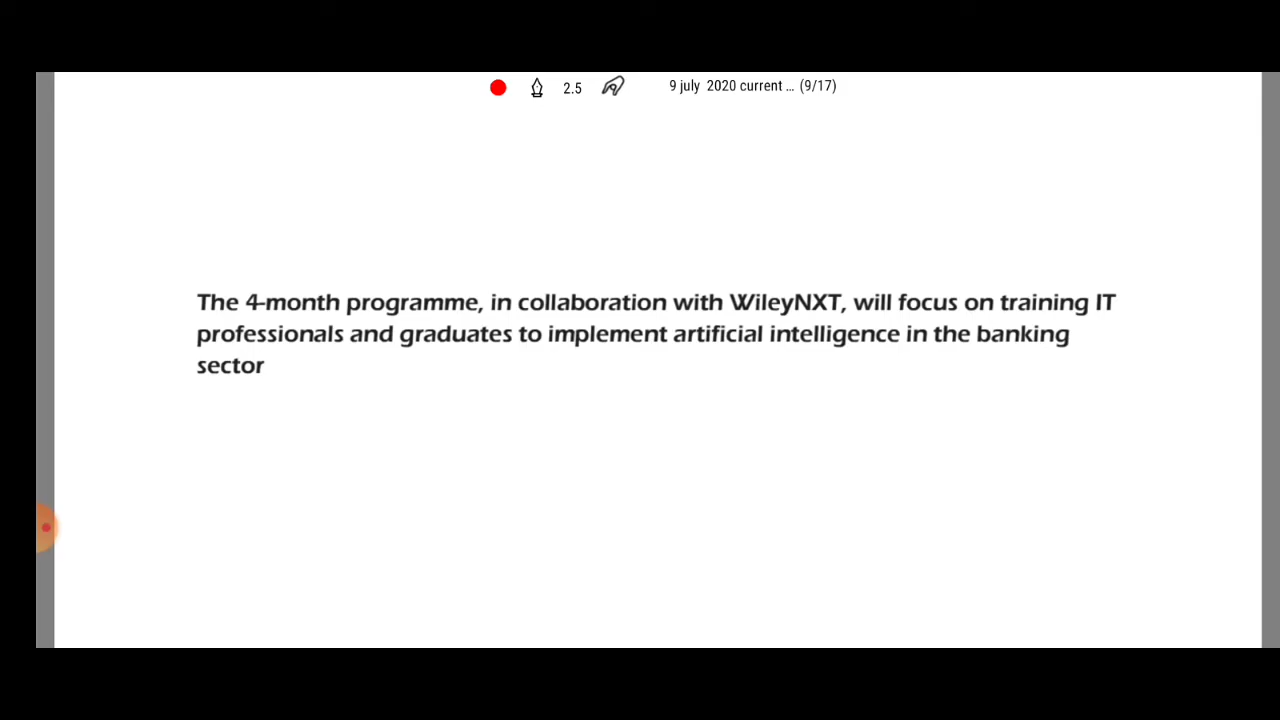 2.5 9 july 2020 current ... (9/17)
The 4-month programme, in collaboration with WileyNXT, will focus on training IT
professionals and graduates to implement artificial intelligence in the banking
sector